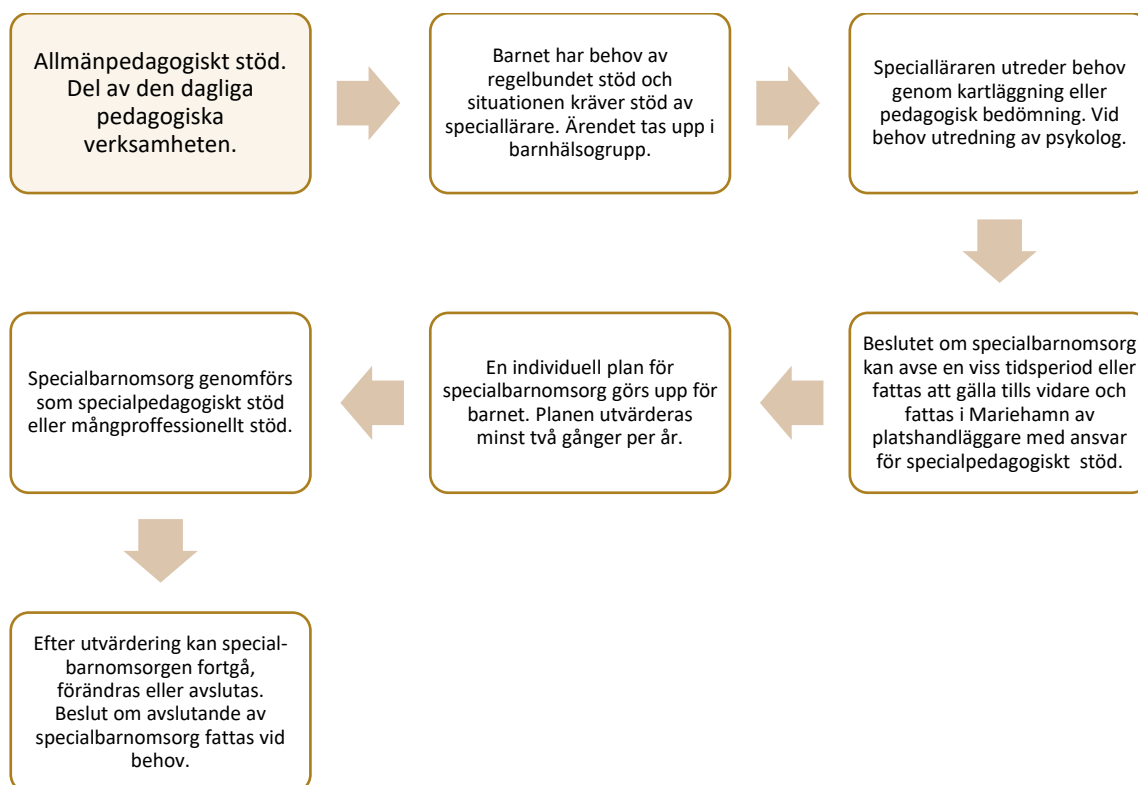 Allmänpedagogiskt stöd.
Del av den dagliga
pedagogiska
verksamheten.
Barnet har behov av
regelbundet stöd och
situationen kräver stöd av
speciallärare. Ärendet tas upp i
barnhälsogrupp.
Specialläraren utreder behov
genom kartläggning eller
pedagogisk bedömning. Vid
behov utredning av psykolog.
Beslutet om specialbarnomsorg
kan avse en viss tidsperiod eller
fattas att gälla tills vidare och
fattas i Mariehamn av
platshandläggare med ansvar
för specialpedagogiskt stöd.
En individuell plan för
specialbarnomsorg görs upp för
barnet. Planen utvärderas
minst två gånger per år.
Specialbarnomsorg genomförs
som specialpedagogiskt stöd
eller mångproffessionellt stöd.
Efter utvärdering kan special-
barnomsorgen fortgå,
förändras eller avslutas.
Beslut om avslutande av
specialbarnomsorg fattas vid
behov.